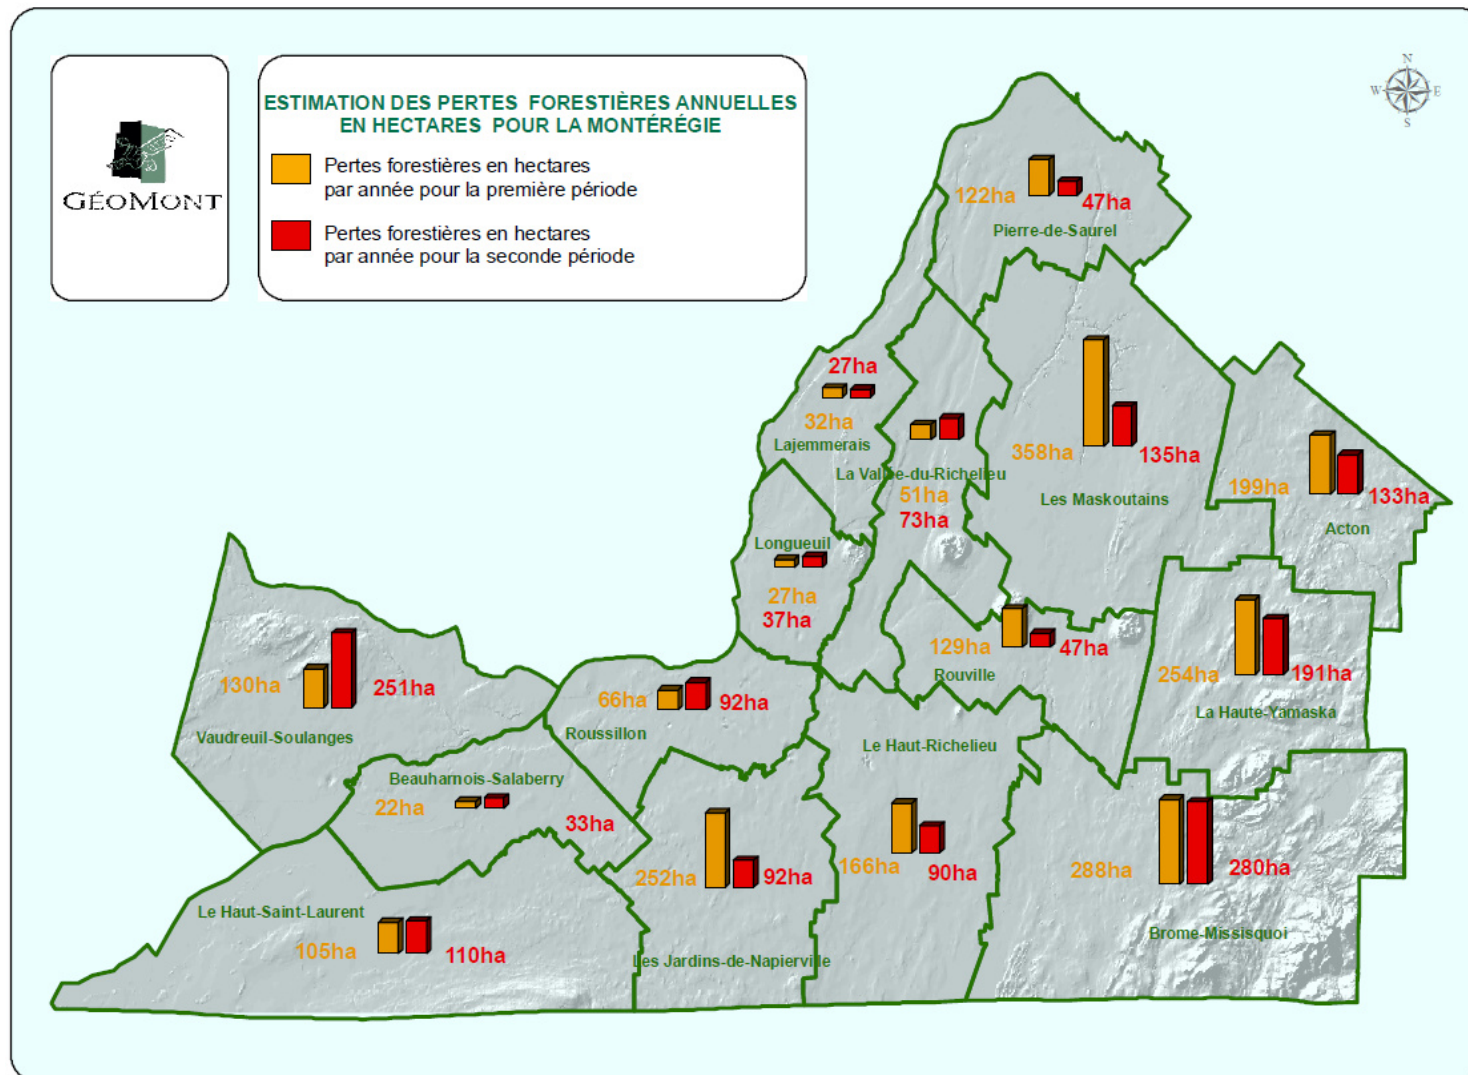 GÉOMONT
ESTIMATION DES PERTES FORESTIÈRES ANNUELLES
EN HECTARES POUR LA MONTÉRÉGIE
Pertes forestières en hectares
par année pour la première période
Pertes forestières en hectares
par année pour la seconde période
N
W E
S
122ha
47ha
Pierre-de-Saurel
27ha
32ha
Lajemmerais
La Vallée-du-Richelieu
51ha
73ha
358ha
135ha
Les Maskoutains
199ha
133ha
Acton
Longueuil
27ha
37ha
129ha
47ha
Rouville
254ha
191ha
La Haute-Yamaska
130ha
251ha
Vaudreuil-Soulanges
66ha
92ha
Roussillon
Le Haut-Richelieu
166ha
90ha
Beauharnois-Salaberry
22ha
33ha
252ha
92ha
Les Jardins-de-Napierville
288ha
280ha
Brome-Missisquoi
Le Haut-Saint-Laurent
105ha
110ha